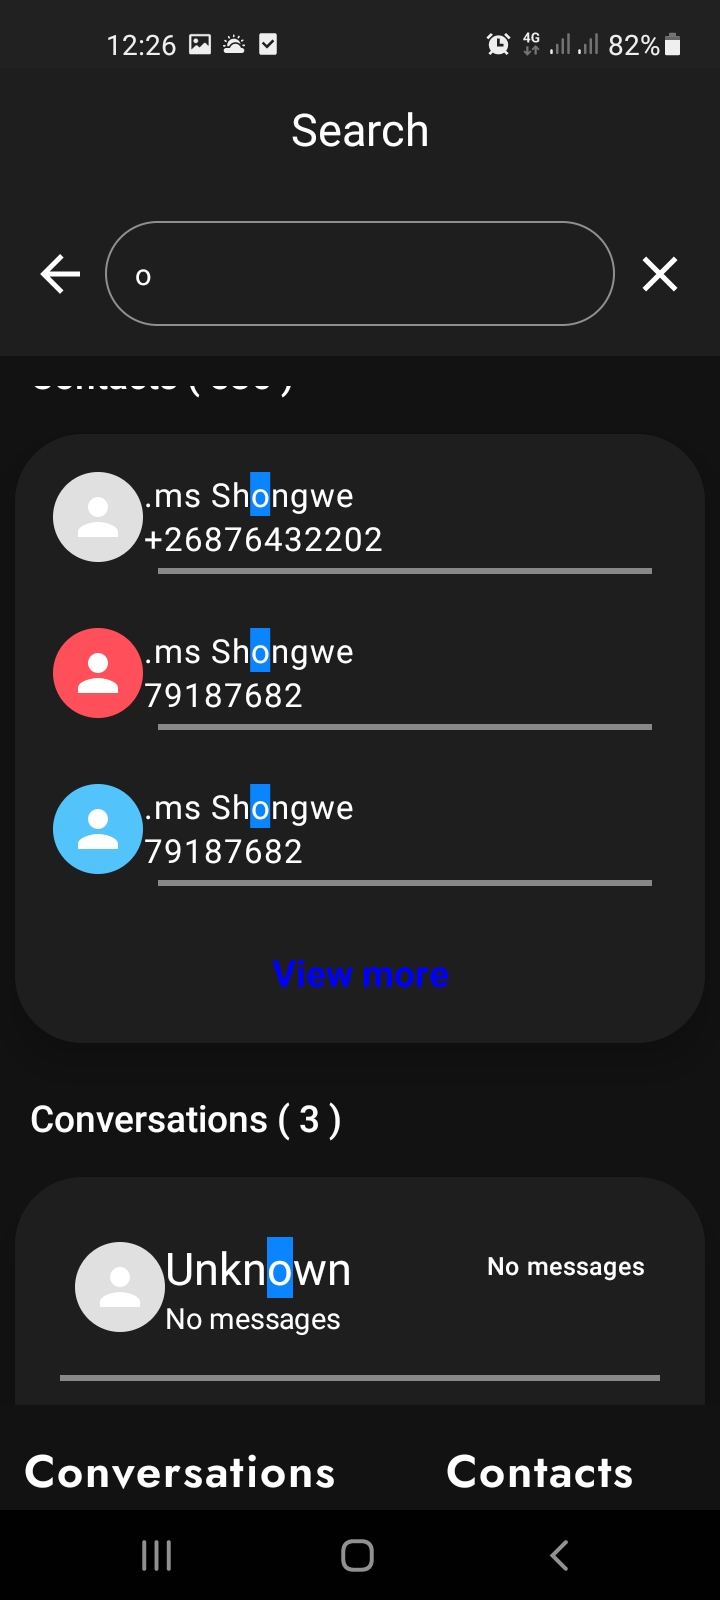 12:26
4G
82%
Search
o
Contacts (
.ms Shongwe
+26876432202
.ms Shongwe
79187682
.ms Shongwe
79187682
View more
Conversations ( 3 )
Unknown
No messages
No messages
Conversations
Contacts